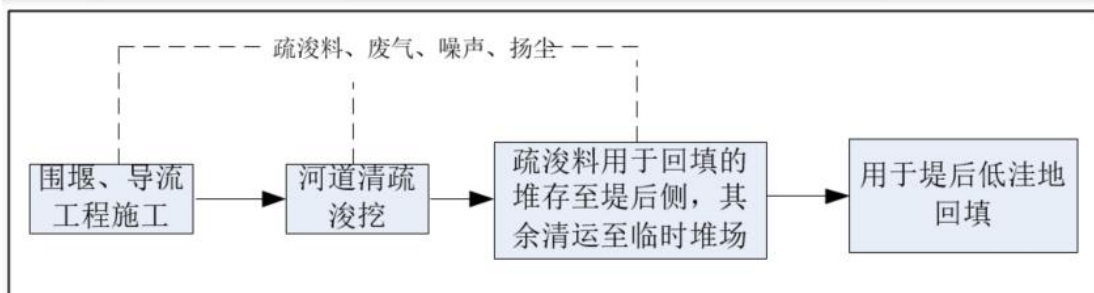 疏浚料、废气、噪声、扬尘
围堰、导流
工程施工
河道清疏
浚挖
疏浚料用于回填的
堆存至堤后侧，其
余清运至临时堆场
用于堤后低洼地
回填